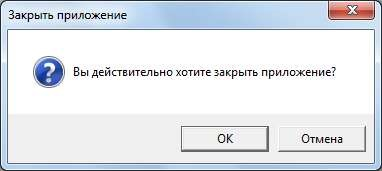 Закрыть приложение
Вы действительно хотите закрыть приложение?
OK
Отмена